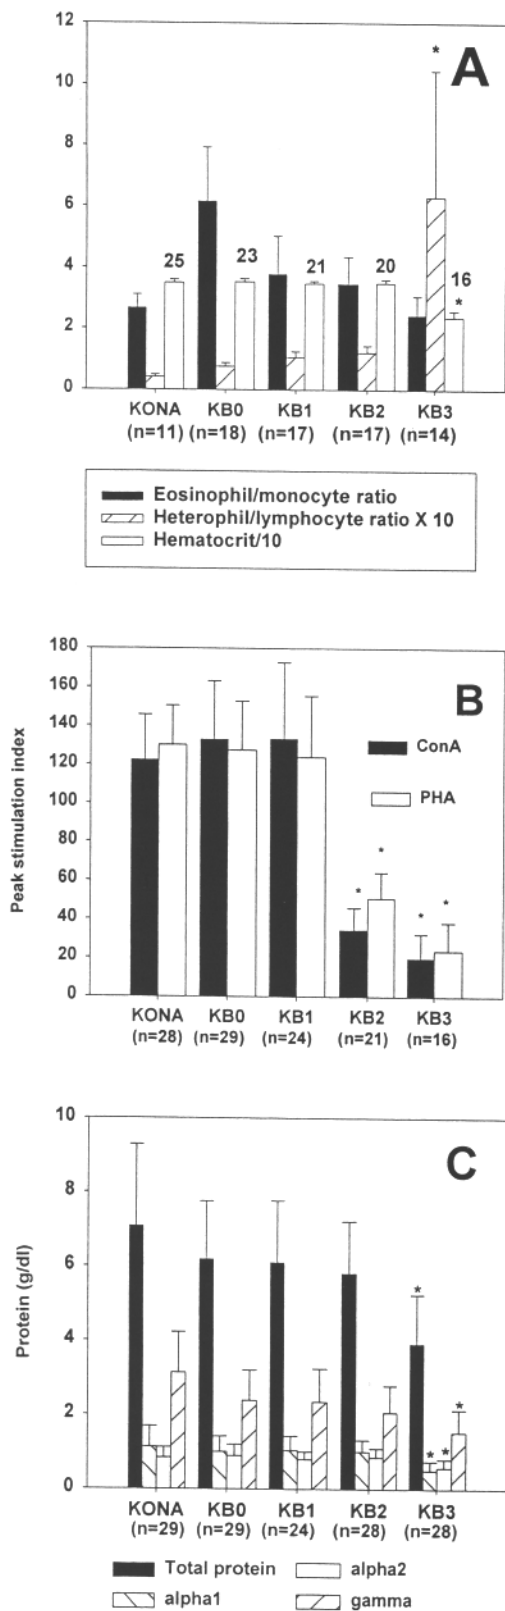 12
A
*
10
8
6
25
23
21
20
16
4
*
2
0
KONA KB0 KB1 KB2 KB3
(n=11) (n=18) (n=17) (n=17) (n=14)
Eosinophil/monocyte ratio
Heterophil/lymphocyte ratio X 10
Hematocrit/10
180
160
B
140
ConA
120
PHA
100
Peak stimulation index
80
* *
60
* *
40
20
0
KONA KB0 KB1 KB2 KB3
(n=28) (n=29) (n=24) (n=21) (n=16)
10
C
8
6
Protein (g/dl)
*
4
*
2
* *
0
KONA KB0 KB1 KB2 KB3
(n=29) (n=29) (n=24) (n=28) (n=28)
Total protein alpha2
alpha1 gamma